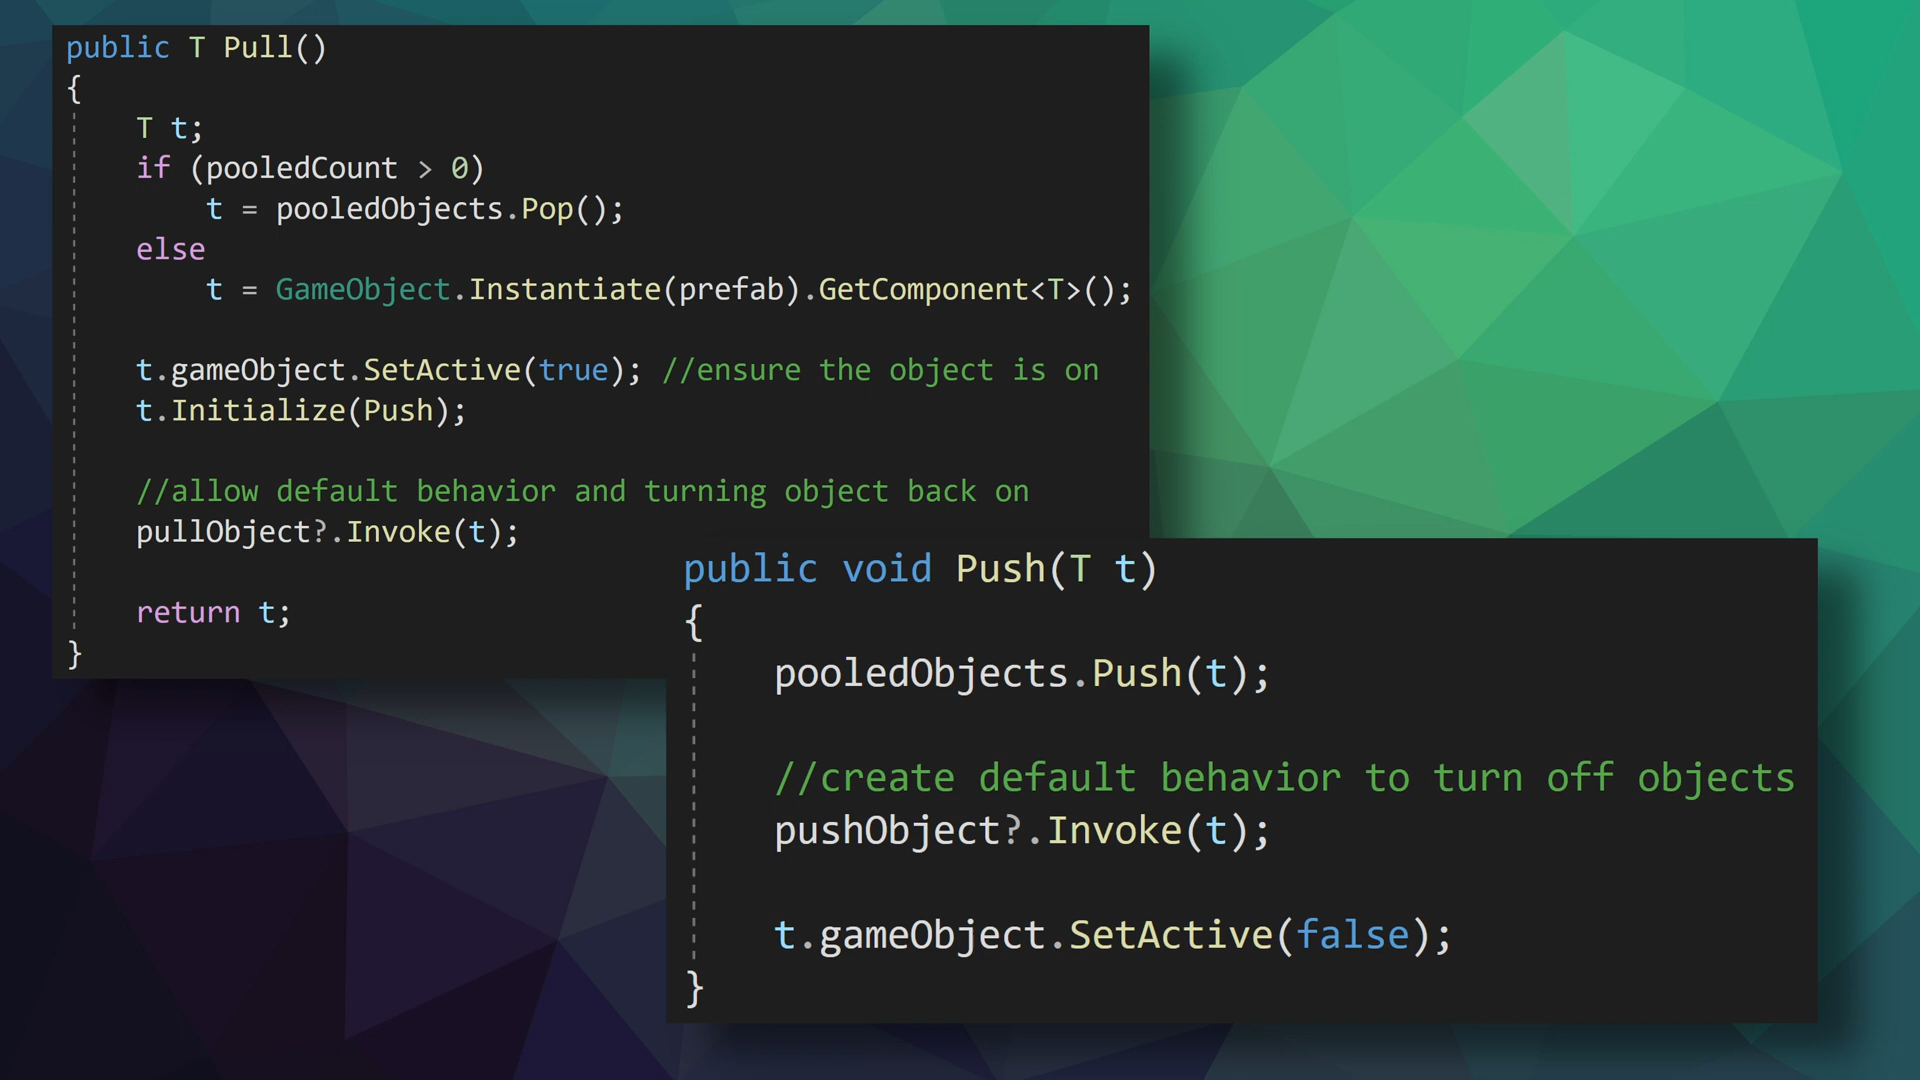 public T Pull()
{
T t;
if (pooledCount > 0)
t = pooledObjects.Pop();
else
t = GameObject.Instantiate(prefab).GetComponent<T>();
t.gameObject.SetActive(true); //ensure the object is on
t.Initialize(Push);
//allow default behavior and turning object back on
pullObject?.Invoke(t);
return t;
}
public void Push(T t)
{
pooledObjects.Push(t);
//create default behavior to turn off objects
pushObject?.Invoke(t);
t.gameObject.SetActive(false);
}